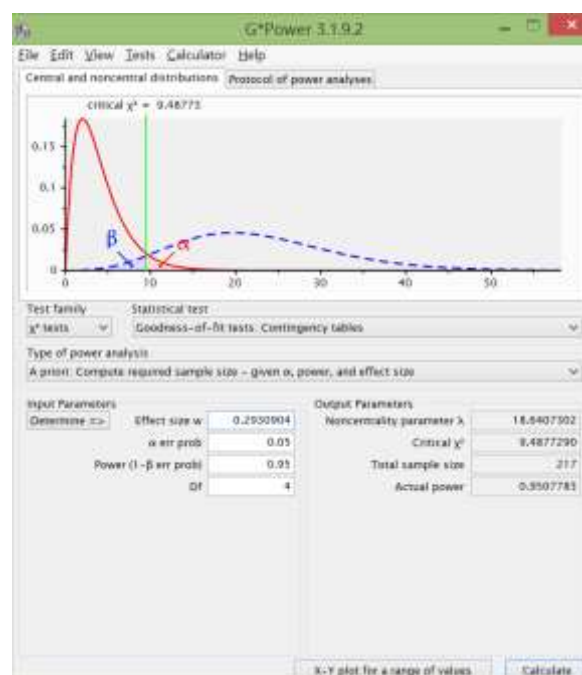 G*Power 3.1.9.2
File Edit View Tests Calculator Help
Central and noncentral distributions Protocol of power analyses
critical χ² = 9.48773
0.15
0.1
0.05
0
β α
0 10 20 30 40 50
Test family Statistical test
χ² tests Goodness-of-fit tests: Contingency tables
Type of power analysis
A priori: Compute required sample size – given α, power, and effect size
Input Parameters Output Parameters
Determine => Effect size w 0.2930904 Noncentrality parameter λ 18.6407302
α err prob 0.05 Critical χ² 9.4877290
Power (1-β err prob) 0.95 Total sample size 217
Df 4 Actual power 0.9507785
X-Y plot for a range of values Calculate